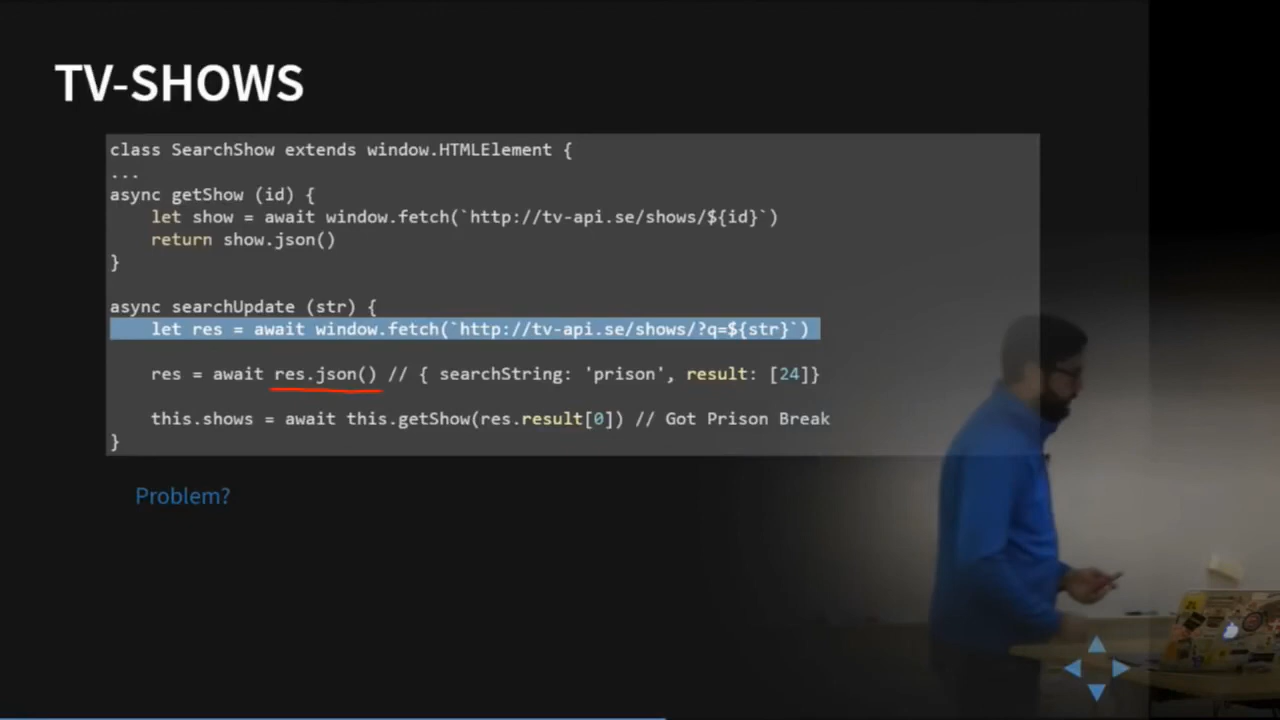 TV-SHOWS
class SearchShow extends window.HTMLElement {
...
async getShow (id) {
let show = await window.fetch(`http://tv-api.se/shows/${id}`)
return show.json()
}
async searchUpdate (str) {
let res = await window.fetch(`http://tv-api.se/shows/?q=${str}`)
res = await res.json() // { searchString: 'prison', result: [24]}
this.shows = await this.getShow(res.result[0]) // Got Prison Break
}
Problem?